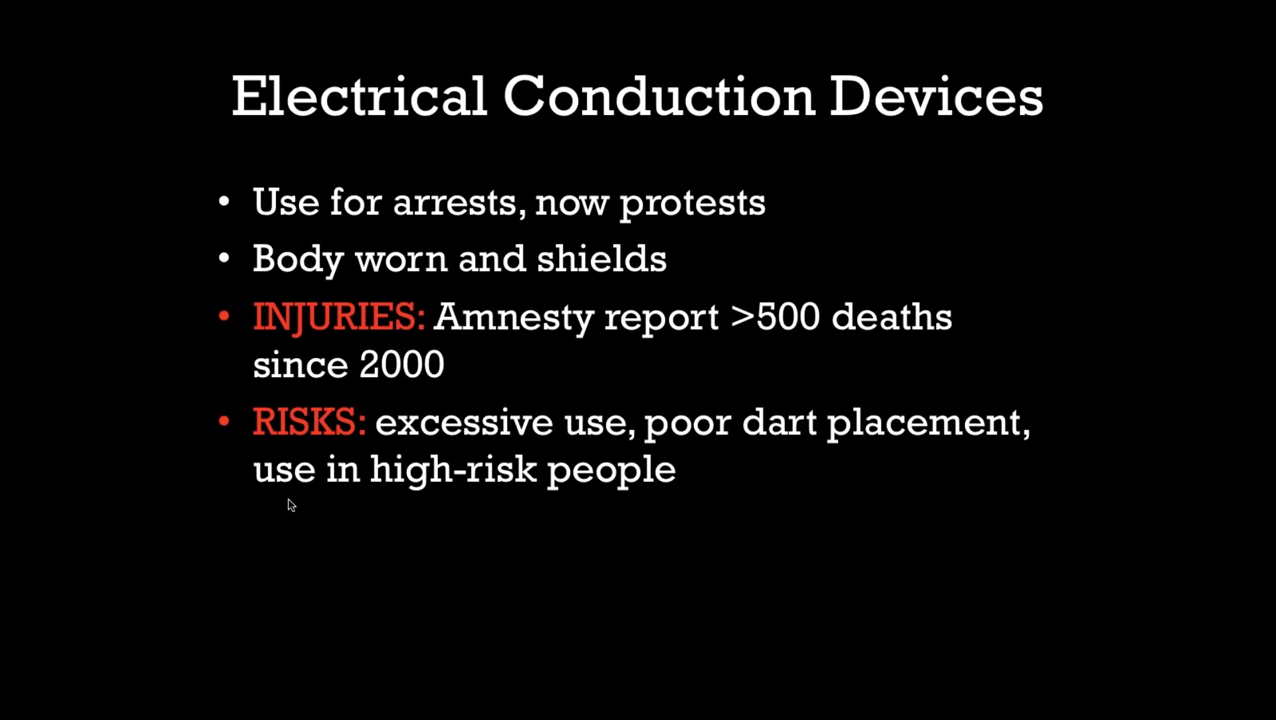 Electrical Conduction Devices
• Use for arrests, now protests
• Body worn and shields
• INJURIES: Amnesty report >500 deaths
since 2000
• RISKS: excessive use, poor dart placement,
use in high-risk people